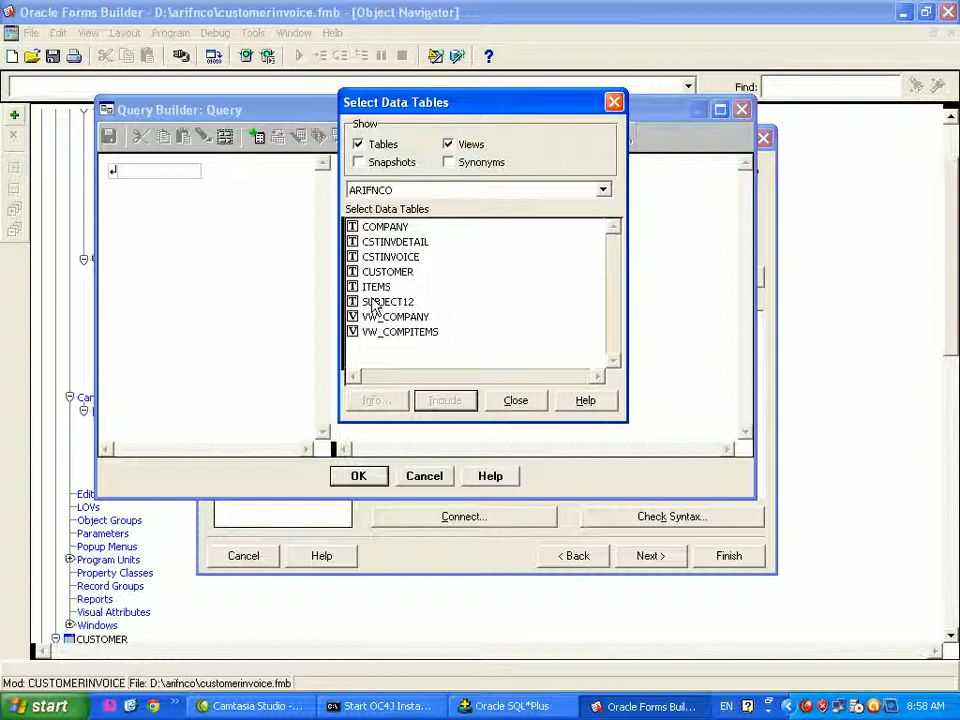 Oracle Forms Builder - D:\arifnco\customerinvoice.fmb - [Object Navigator]
File Edit View Layout Program Debug Tools Window Help
Find:
Query Builder: Query
Select Data Tables
Show
Tables Views
Snapshots Synonyms
ARIFNCO
Select Data Tables
T COMPANY
T CSTINVDETAIL
T CSTINVOICE
T CUSTOMER
T ITEMS
T SUBJECT12
V VW_COMPANY
V VW_COMPITEMS
Info... Include Close Help
OK Cancel Help
Can
Edit
LOVs
Object Groups
Parameters
Popup Menus
Program Units
Property Classes
Record Groups
Reports
Visual Attributes
Windows
CUSTOMER
Connect... Check Syntax...
Cancel Help < Back Next > Finish
Mod: CUSTOMERINVOICE File: D:\arifnco\customerinvoice.fmb
start Camtasia Studio - ... Start OC4J Insta... Oracle SQL*Plus Oracle Forms Buil... EN 8:58 AM